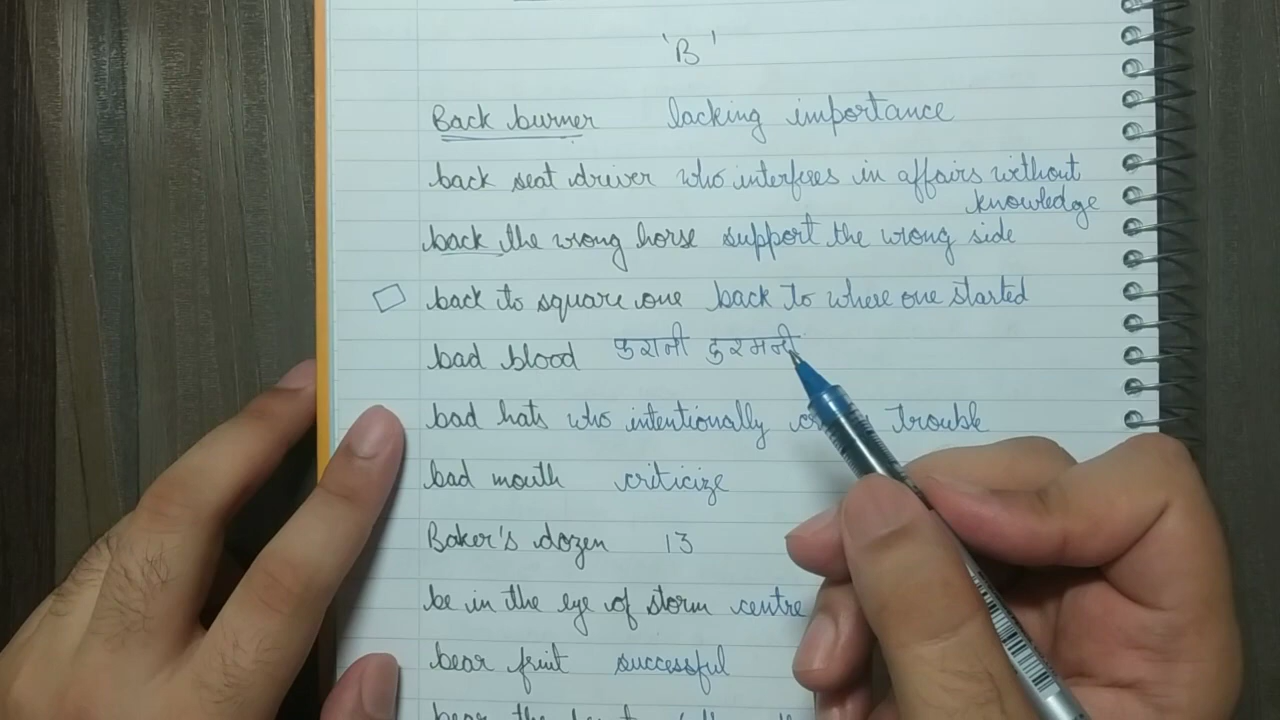 'B'
Back burner lacking importance
back seat driver who interferes in affairs without
knowledge
back the wrong horse support the wrong side
back to square one back to where one started
bad blood दुश्मनी
bad hats who intentionally trouble
bad mouth criticize
Baker's dozen 13
be in the eye of storm centre
bear fruit successful